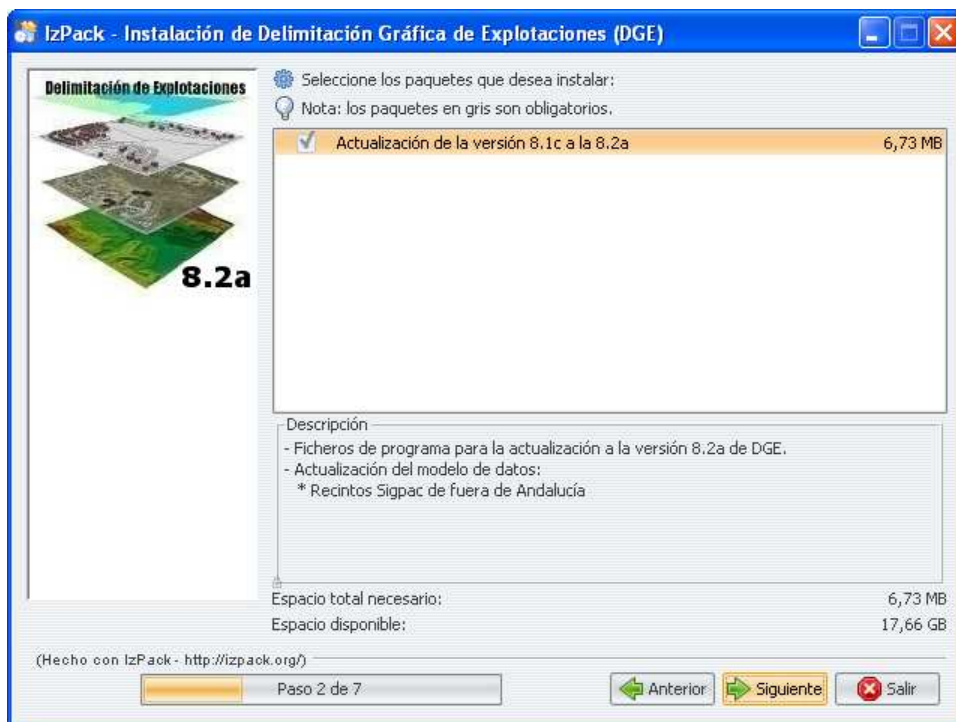 IzPack - Instalación de Delimitación Gráfica de Explotaciones (DGE)
Delimitación de Explotaciones
8.2a
Seleccione los paquetes que desea instalar:
Nota: los paquetes en gris son obligatorios.
Actualización de la versión 8.1c a la 8.2a 6,73 MB
Descripción
- Ficheros de programa para la actualización a la versión 8.2a de DGE.
- Actualización del modelo de datos:
* Recintos Sigpac de fuera de Andalucía
Espacio total necesario: 6,73 MB
Espacio disponible: 17,66 GB
(Hecho con IzPack - http://izpack.org/)
Paso 2 de 7
Anterior
Siguiente
Salir